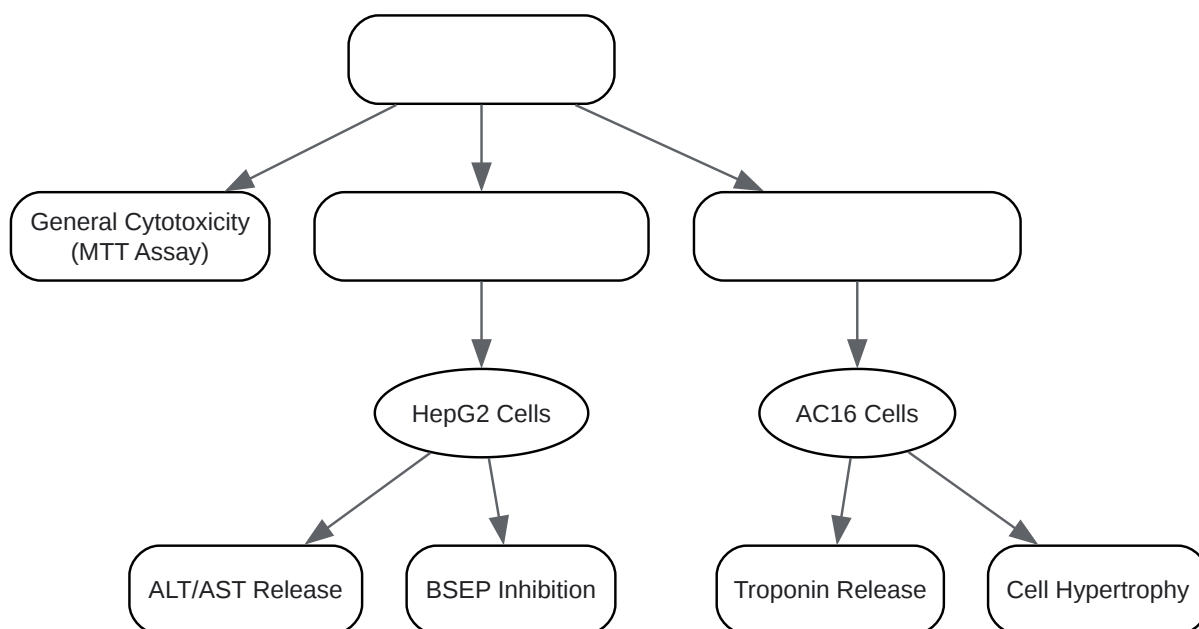 General Cytotoxicity
(MTT Assay)
HepG2 Cells
AC16 Cells
ALT/AST Release
BSEP Inhibition
Troponin Release
Cell Hypertrophy